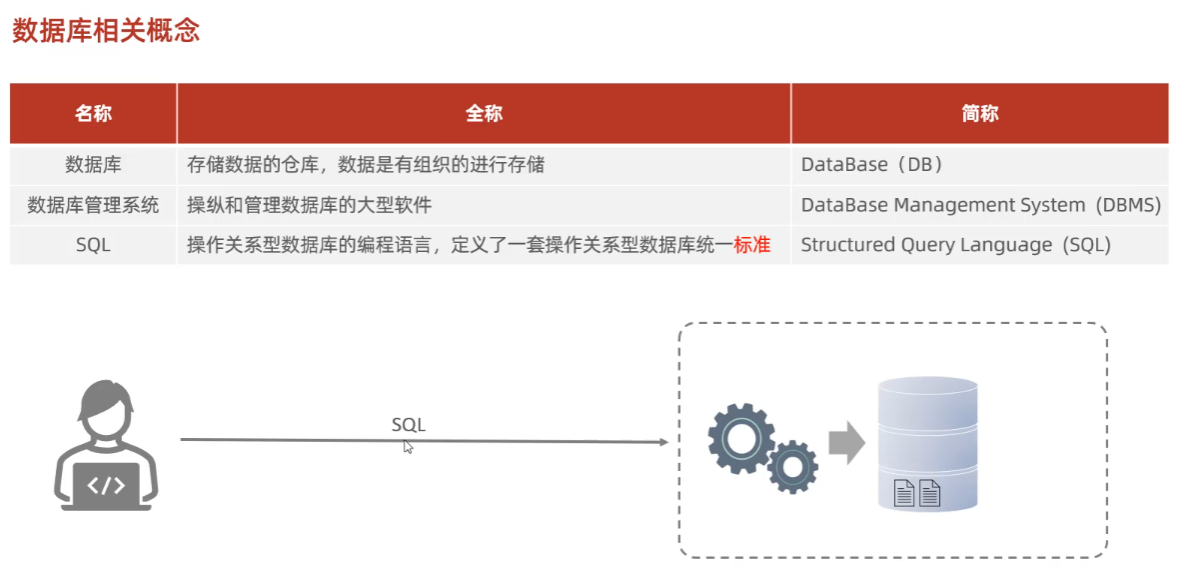 数据库相关概念
名称 全称 简称
数据库 存储数据的仓库，数据是有组织的进行存储 DataBase（DB）
数据库管理系统 操纵和管理数据库的大型软件 DataBase Management System (DBMS)
SQL 操作关系型数据库的编程语言，定义了一套操作关系型数据库统一标准 Structured Query Language (SQL)
SQL
</>